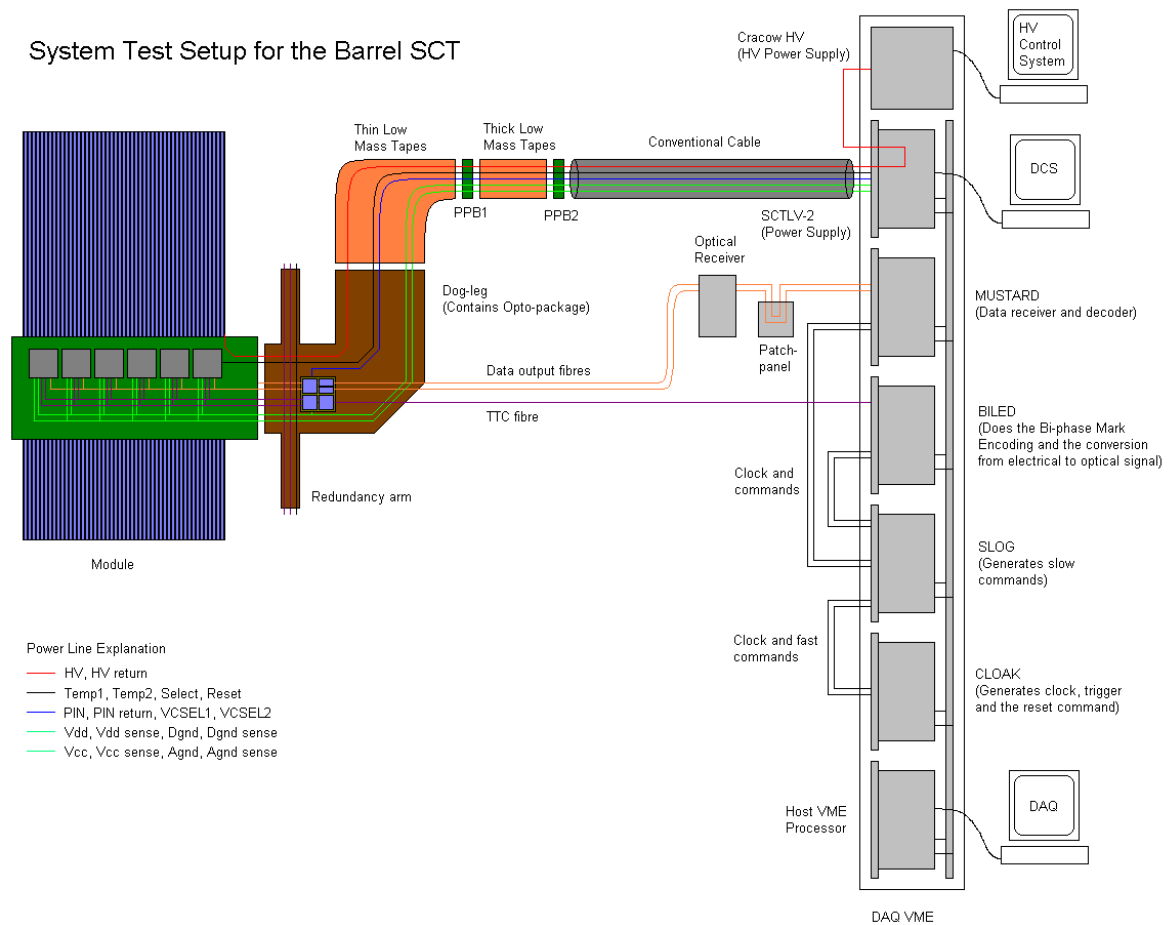 System Test Setup for the Barrel SCT
Cracow HV
(HV Power Supply)
HV
Control
System
Thin Low
Mass Tapes
Thick Low
Mass Tapes
Conventional Cable
DCS
PPB1
PPB2
SCTLV-2
(Power Supply)
Optical
Receiver
Dog-leg
(Contains Opto-package)
MUSTARD
(Data receiver and decoder)
Patch-
panel
Data output fibres
TTC fibre
BILED
(Does the Bi-phase Mark
Encoding and the conversion
from electrical to optical signal)
Clock and
commands
Redundancy arm
Module
SLOG
(Generates slow
commands)
Clock and fast
commands
CLOAK
(Generates clock, trigger
and the reset command)
Power Line Explanation
HV, HV return
Temp1, Temp2, Select, Reset
PIN, PIN return, VCSEL1, VCSEL2
Vdd, Vdd sense, Dgnd, Dgnd sense
Vcc, Vcc sense, Agnd, Agnd sense
Host VME
Processor
DAQ
DAQ VME